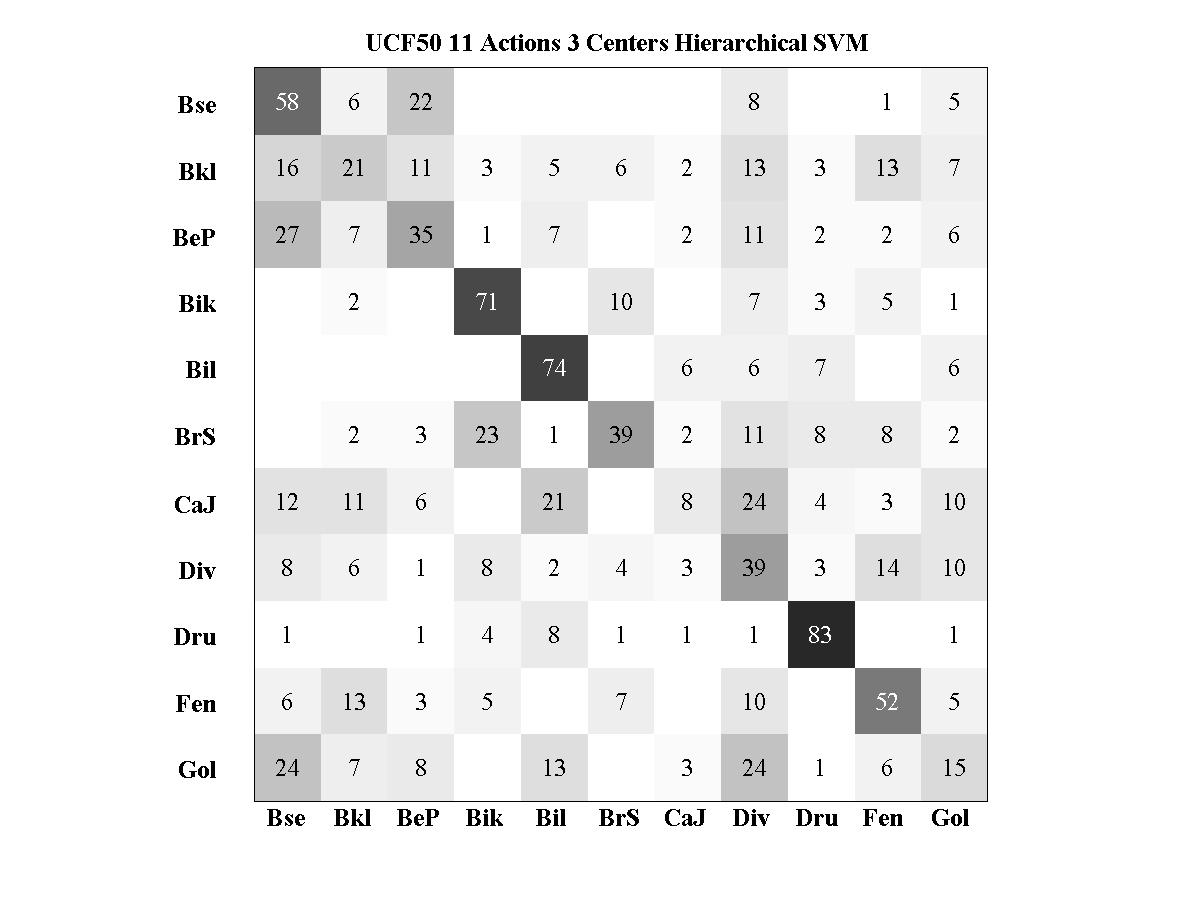 UCF50 11 Actions 3 Centers Hierarchical SVM
Bse 58 6 22 8 1 5
Bkl 16 21 11 3 5 6 2 13 3 13 7
BeP 27 7 35 1 7 2 11 2 2 6
Bik 2 71 10 7 3 5 1
Bil 74 6 6 7 6
BrS 2 3 23 1 39 2 11 8 8 2
CaJ 12 11 6 21 8 24 4 3 10
Div 8 6 1 8 2 4 3 39 3 14 10
Dru 1 1 4 8 1 1 1 83 1
Fen 6 13 3 5 7 10 52 5
Gol 24 7 8 13 3 24 1 6 15
Bse Bkl BeP Bik Bil BrS CaJ Div Dru Fen Gol